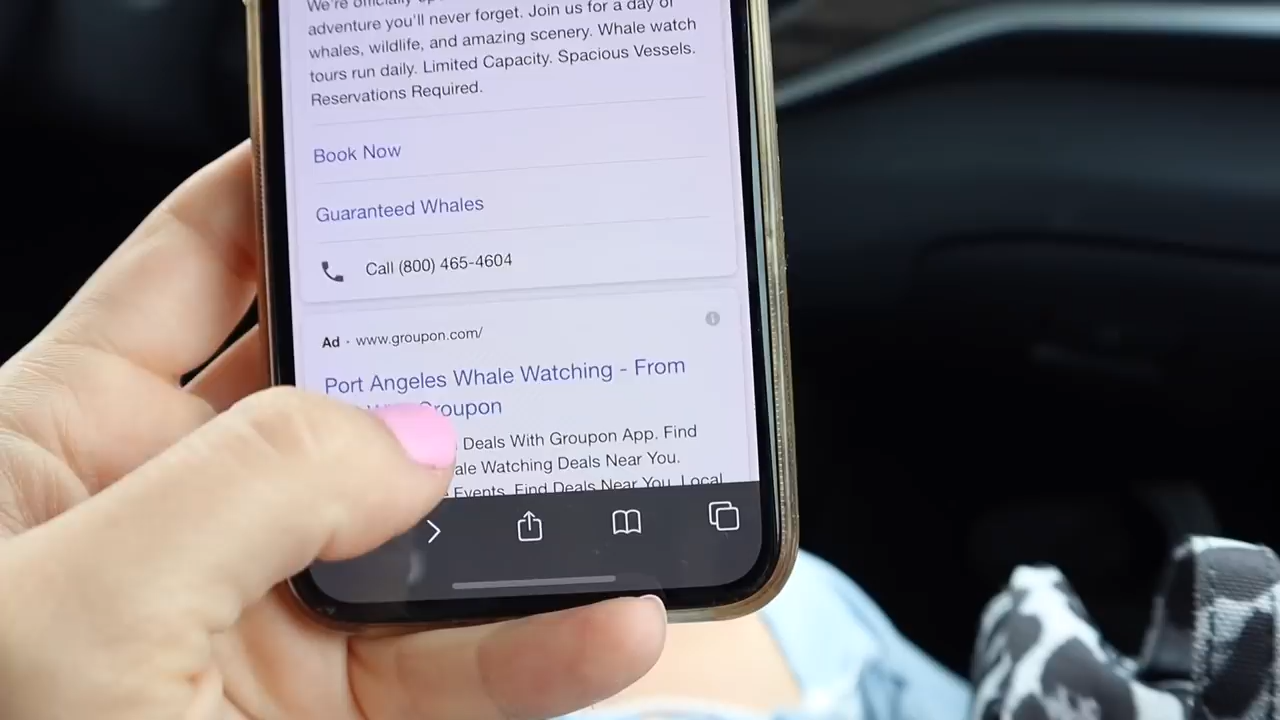 We're officially
adventure you'll never forget. Join us for a day of
whales, wildlife, and amazing scenery. Whale watch
tours run daily. Limited Capacity. Spacious Vessels.
Reservations Required.
Book Now
Guaranteed Whales
Call (800) 465-4604
Ad · www.groupon.com/
Port Angeles Whale Watching - From
Groupon
Deals With Groupon App. Find
ale Watching Deals Near You.
Events. Find Deals Near You. Local